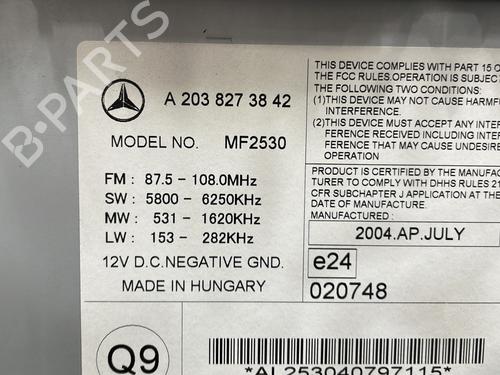 B-PARTS
A 203 827 38 42
MODEL NO. MF2530
FM : 87.5 - 108.0MHz
SW : 5800 - 6250KHz
MW : 531 - 1620KHz
LW : 153 - 282KHz
12V D.C.NEGATIVE GND.
MADE IN HUNGARY
Q9
THIS DEVICE COMPLIES WITH PART 15 O
THE FCC RULES.OPERATION IS SUBJEC
THE FOLLOWING TWO CONDITIONS:
(1)THIS DEVICE MAY NOT CAUSE HARMF
INTERFERENCE.
(2)THIS DEVICE MUST ACCEPT ANY INTER-
FERENCE RECEIVED,INCLUDING INTER
FERENCE THAT MAY CAUSE UNDESIRE
OPERATION
PRODUCT IS CERTIFIED BY THE MANUFAC-
TURER TO COMPLY WITH DHHS RULES 21
CFR SUBCHAPTER J APPLICATION AT THE
DATE OF MANUFACTURE.
2004.AP.JULY
e24
020748
*AL253040797115*